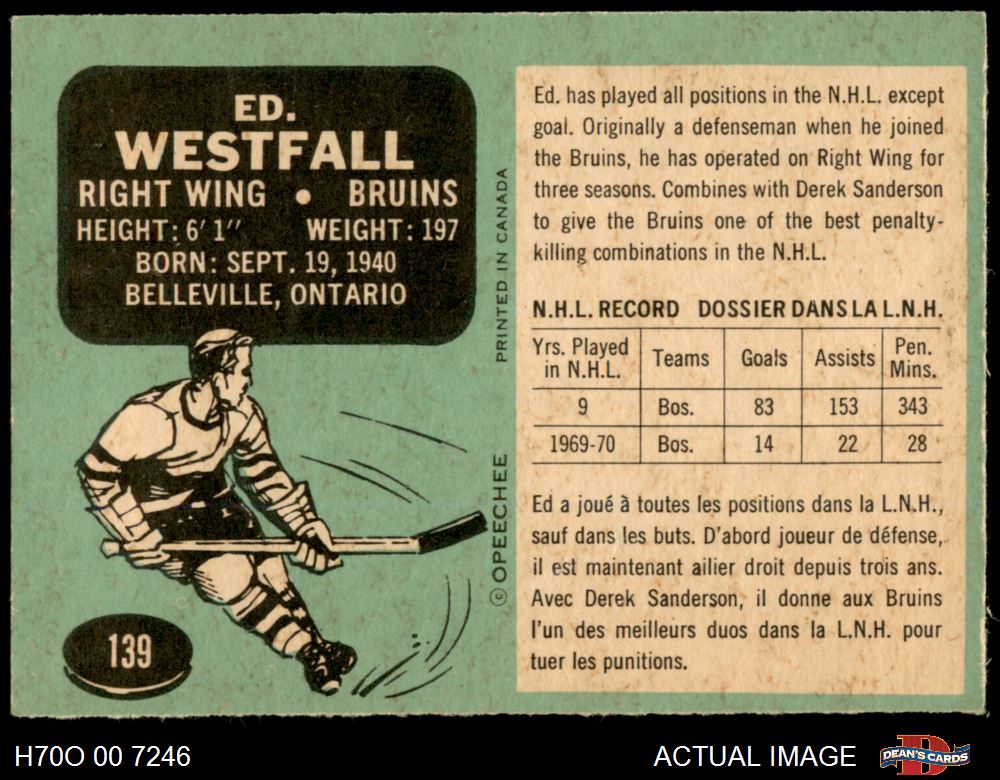 ED.
WESTFALL
RIGHT WING • BRUINS
HEIGHT: 6' 1" WEIGHT: 197
BORN: SEPT. 19, 1940
BELLEVILLE, ONTARIO
139
© OPEECHEE PRINTED IN CANADA
Ed. has played all positions in the N.H.L. except
goal. Originally a defenseman when he joined
the Bruins, he has operated on Right Wing for
three seasons. Combines with Derek Sanderson
to give the Bruins one of the best penalty-
killing combinations in the N.H.L.
N.H.L. RECORD DOSSIER DANS LA L.N.H.
Yrs. Played Pen.
in N.H.L. Teams Goals Assists Mins.
9 Bos. 83 153 343
1969-70 Bos. 14 22 28
Ed a joué à toutes les positions dans la L.N.H.,
sauf dans les buts. D'abord joueur de défense,
il est maintenant ailier droit depuis trois ans.
Avec Derek Sanderson, il donne aux Bruins
l'un des meilleurs duos dans la L.N.H. pour
tuer les punitions.
H70O 00 7246 ACTUAL IMAGE DEAN'S CARDS